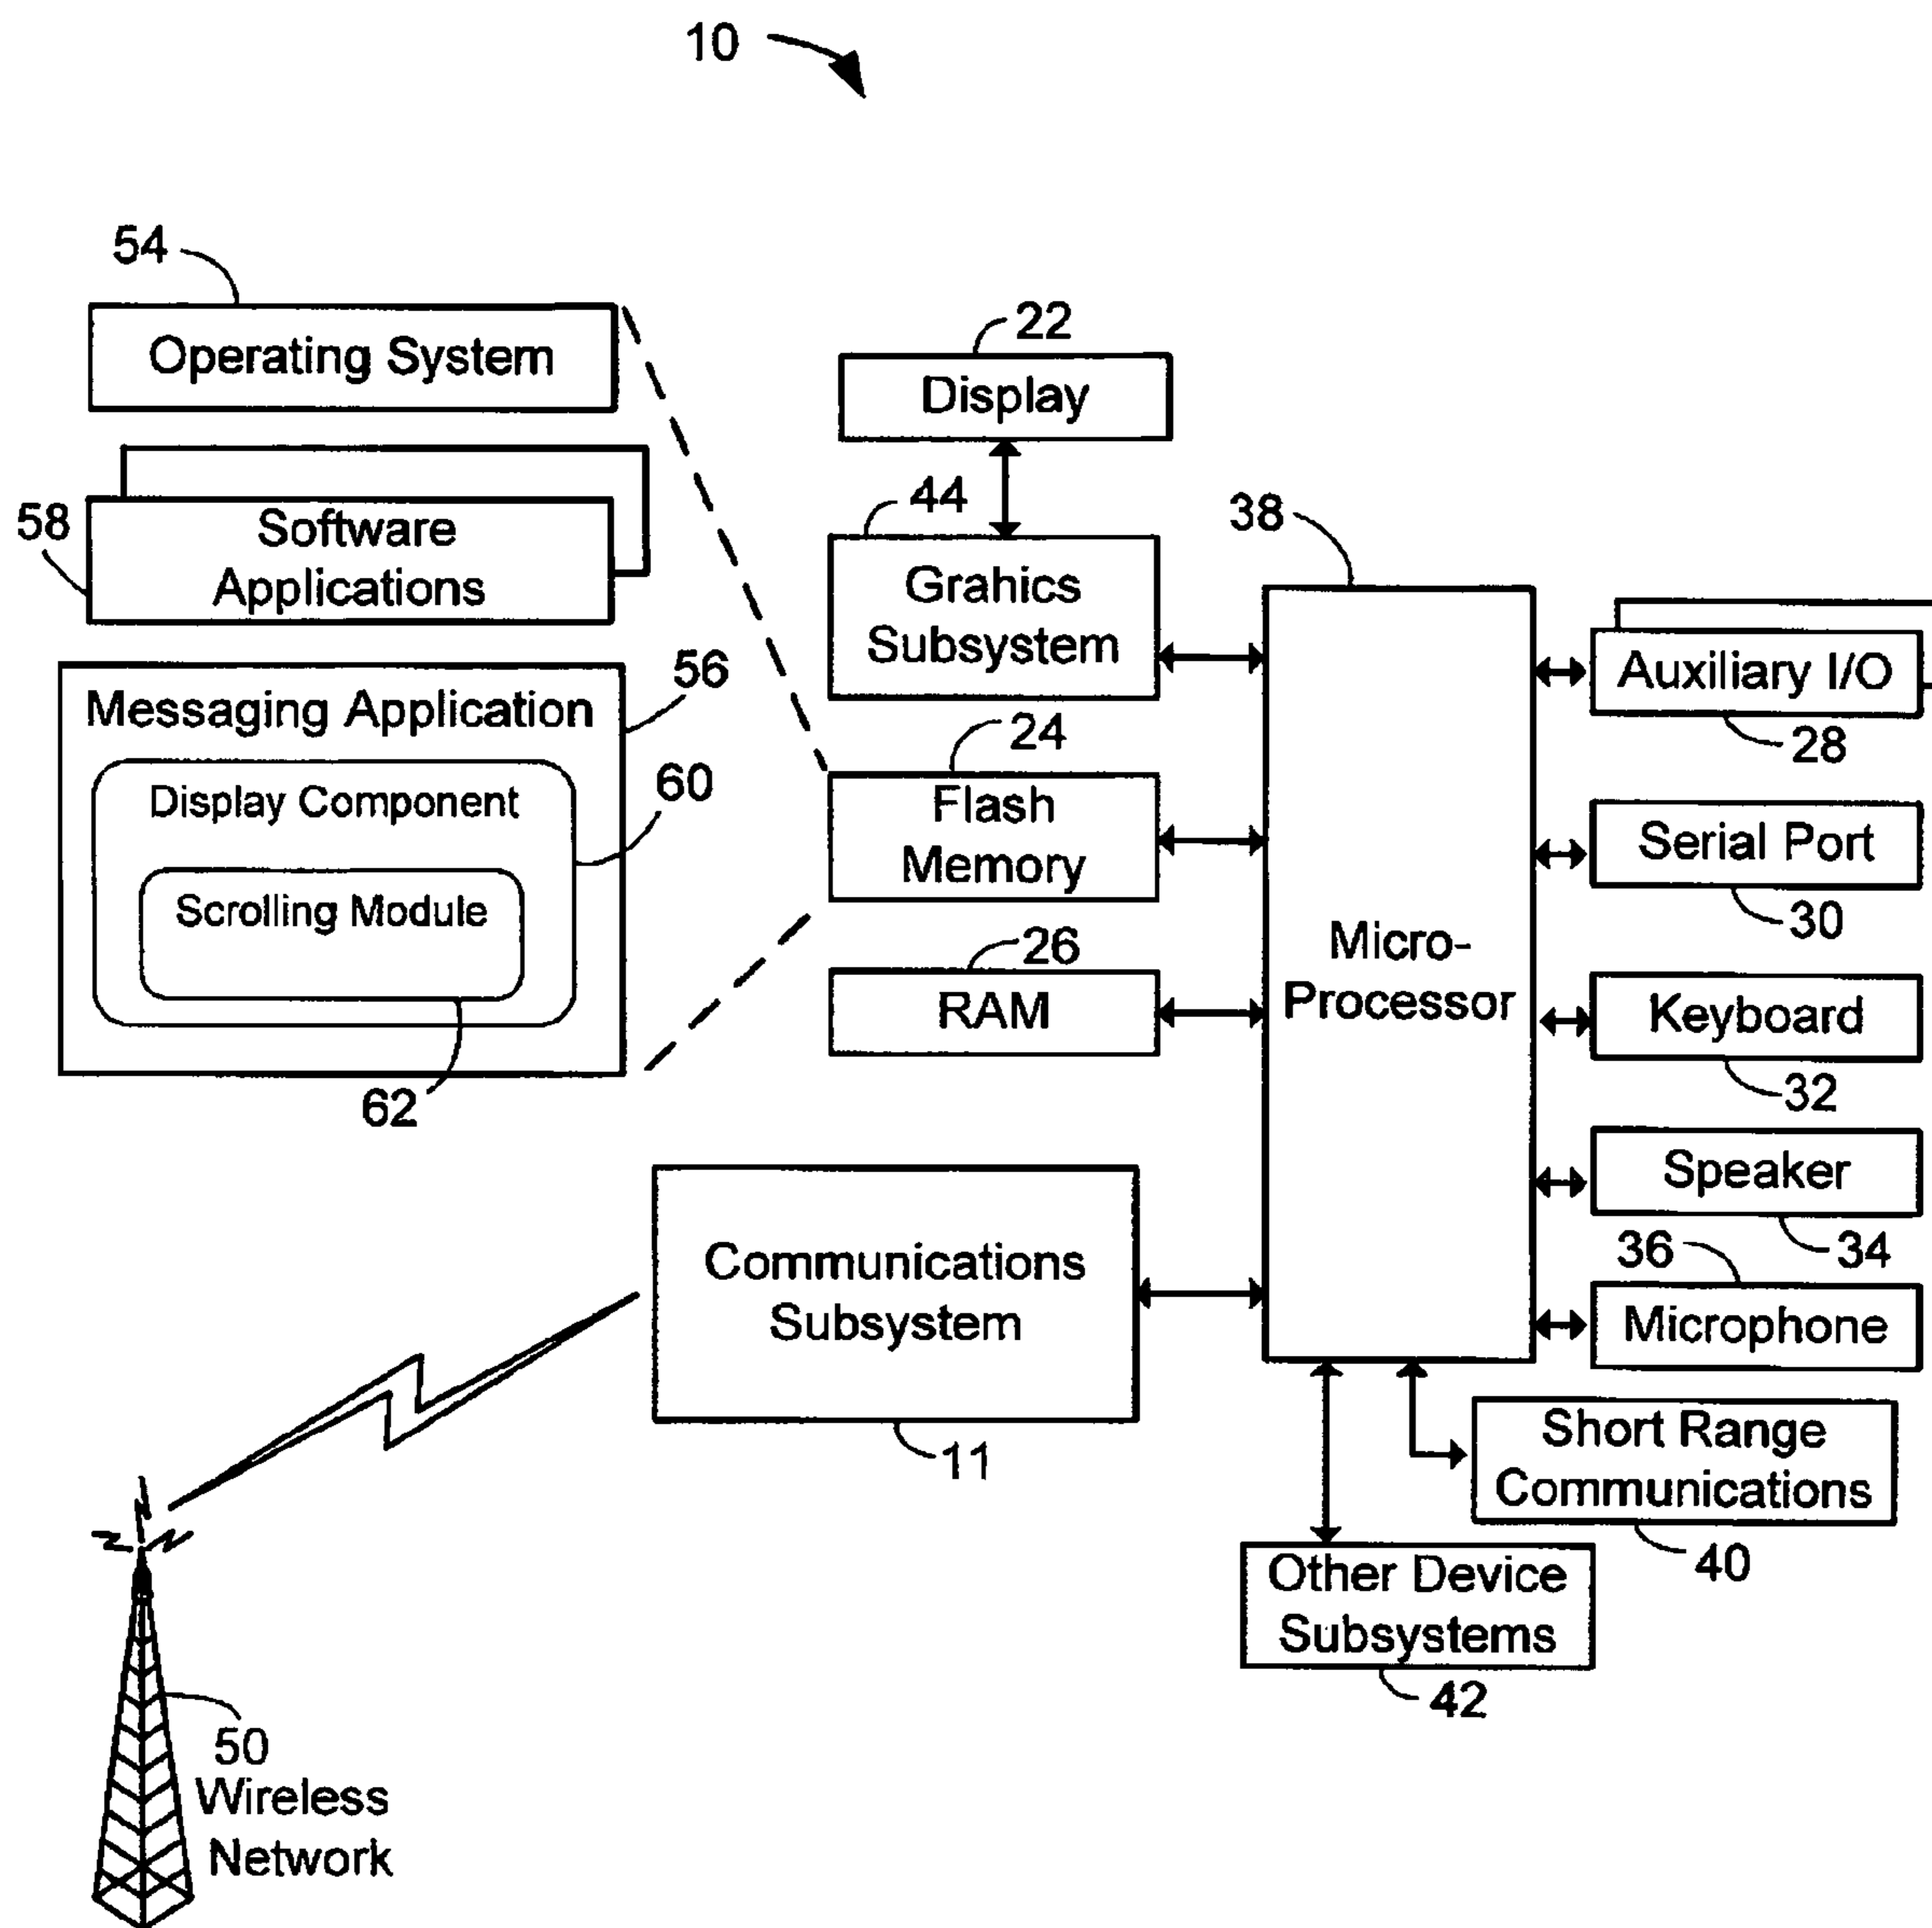 10
54
Operating System
58
Software
Applications
56
Messaging Application
60
Display Component
Scrolling Module
62
22
Display
44
Grahics
Subsystem
24
Flash
Memory
26
RAM
38
Micro-
Processor
Auxiliary I/O
28
Serial Port
30
Keyboard
32
Speaker
34
36
Microphone
Communications
Subsystem
11
Short Range
Communications
40
Other Device
Subsystems
42
50
Wireless
Network